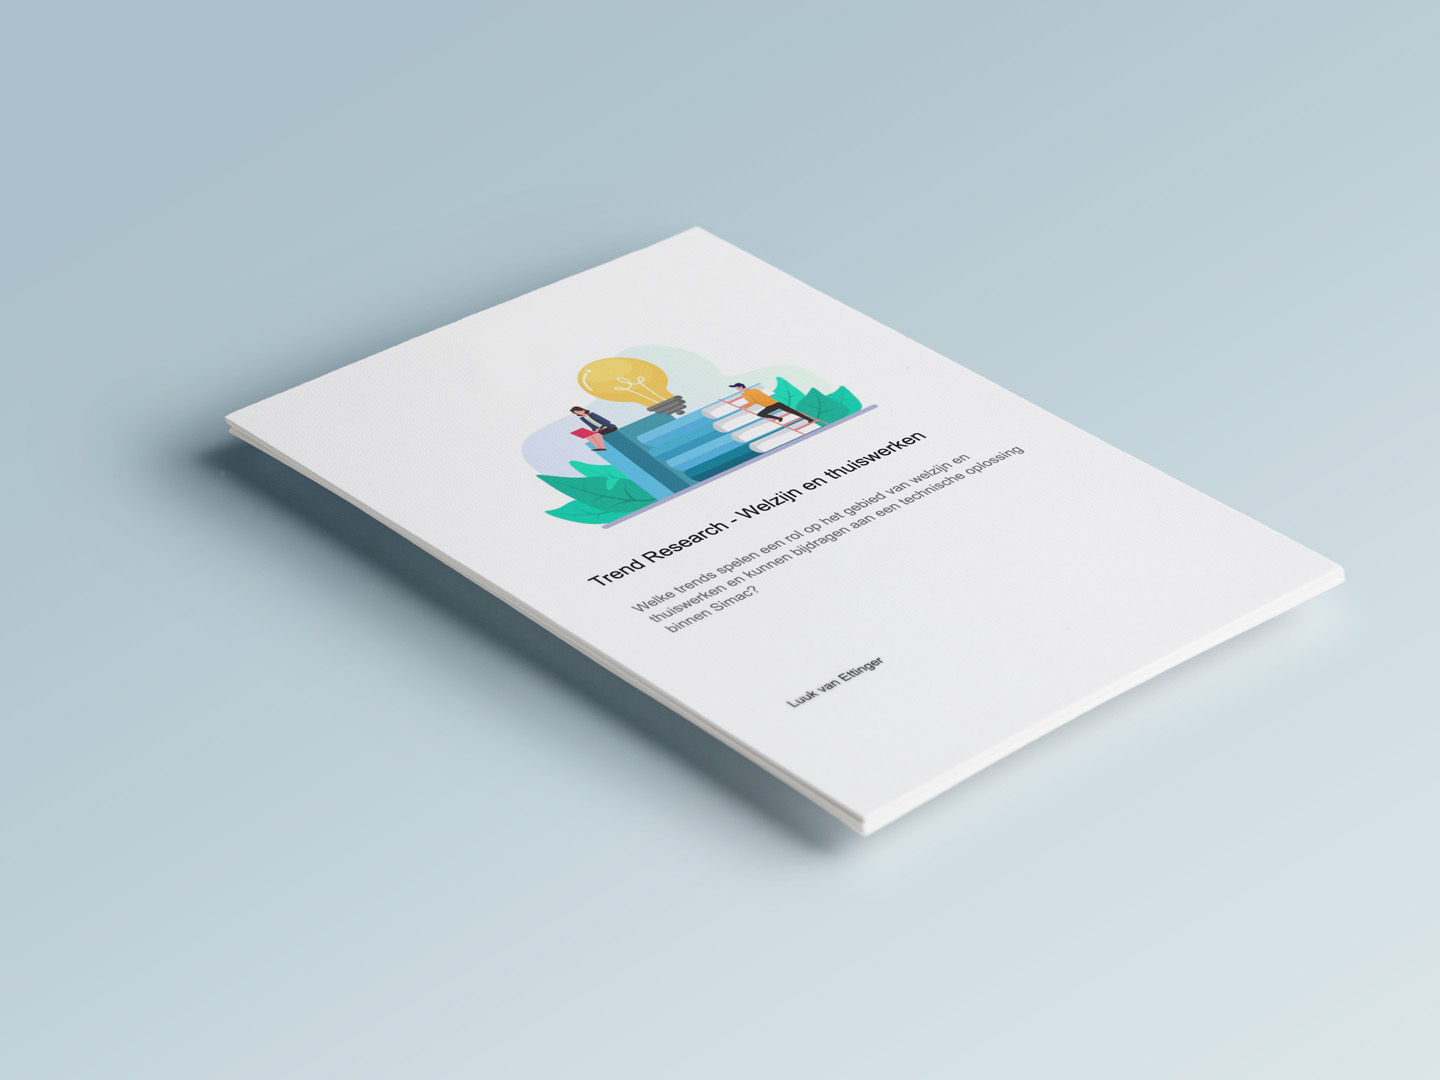 Trend Research - Welzijn en thuiswerken
Welke trends spelen een rol op het gebied van welzijn en
thuiswerken en kunnen bijdragen aan een technische oplossing
binnen Simac?
Luuk van Ettinger